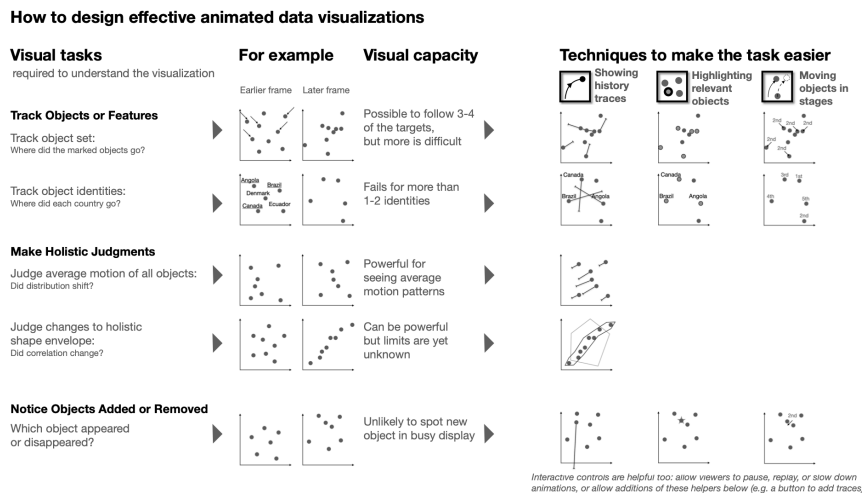 How to design effective animated data visualizations
Visual tasks
required to understand the visualization
For example
Visual capacity
Techniques to make the task easier
Earlier frame
Later frame
Showing
history
traces
Highlighting
relevant
objects
Moving
objects in
stages
Track Objects or Features
Track object set:
Where did the marked objects go?
Possible to follow 3-4
of the targets,
but more is difficult
2nd
2nd
2nd
2nd
2nd
Track object identities:
Where did each country go?
Angola
Brazil
Denmark
Canada
Ecuador
Fails for more than
1-2 identities
Canada
Brazil
Angola
Canada
Brazil
Angola
3rd
1st
4th
5th
2nd
Make Holistic Judgments
Judge average motion of all objects:
Did distribution shift?
Powerful for
seeing average
motion patterns
Judge changes to holistic
shape envelope:
Did correlation change?
Can be powerful
but limits are yet
unknown
Notice Objects Added or Removed
Which object appeared
or disappeared?
Unlikely to spot new
object in busy display
2nd
Interactive controls are helpful too: allow viewers to pause, replay, or slow down
animations, or allow additions of these helpers below (e.g. a button to add traces